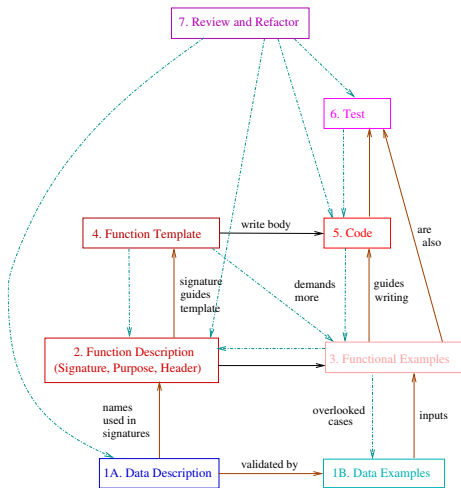 7. Review and Refactor
6. Test
4. Function Template
write body
5. Code
are
also
signature
guides
template
demands
more
guides
writing
2. Function Description
(Signature, Purpose, Header)
3. Functional Examples
names
used in
signatures
overlooked
cases
inputs
1A. Data Description
validated by
1B. Data Examples